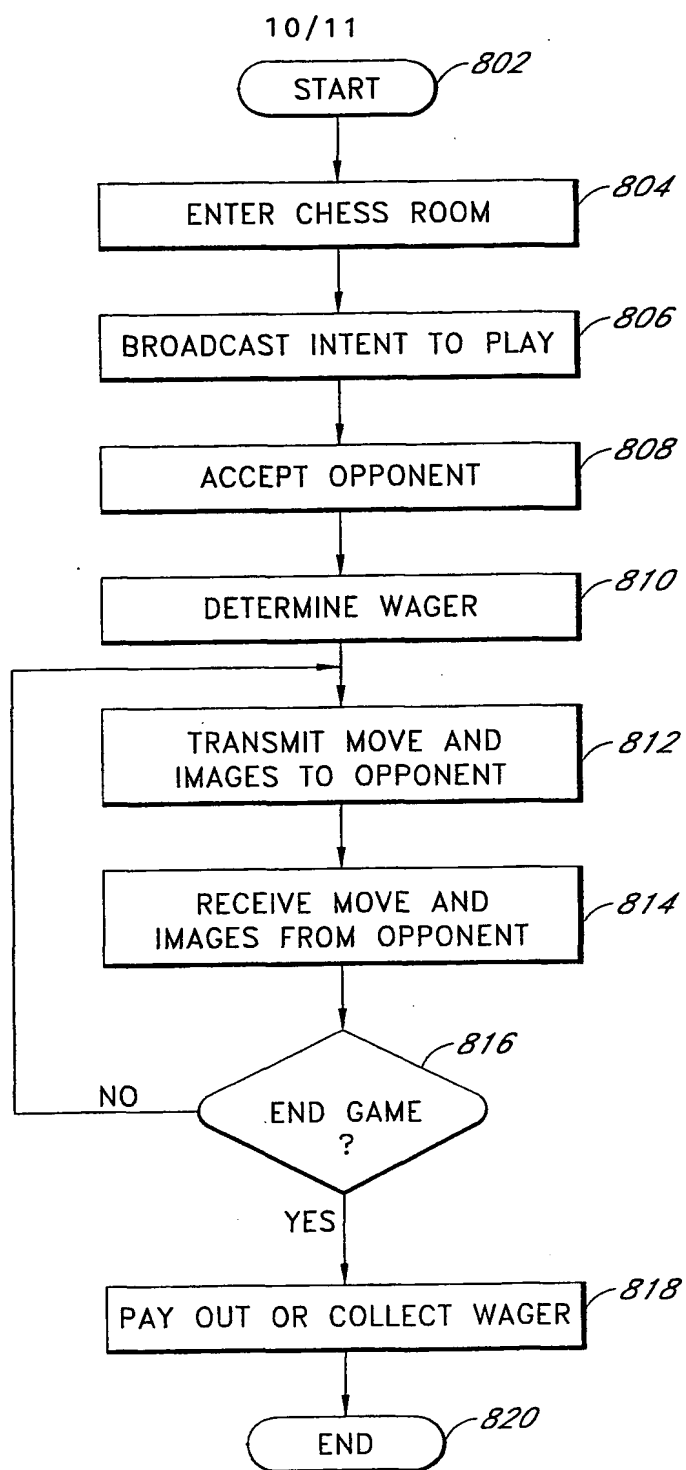 10/11
START
802
ENTER CHESS ROOM
804
BROADCAST INTENT TO PLAY
806
ACCEPT OPPONENT
808
DETERMINE WAGER
810
TRANSMIT MOVE AND
IMAGES TO OPPONENT
812
RECEIVE MOVE AND
IMAGES FROM OPPONENT
814
816
NO
END GAME
?
YES
PAY OUT OR COLLECT WAGER
818
END
820